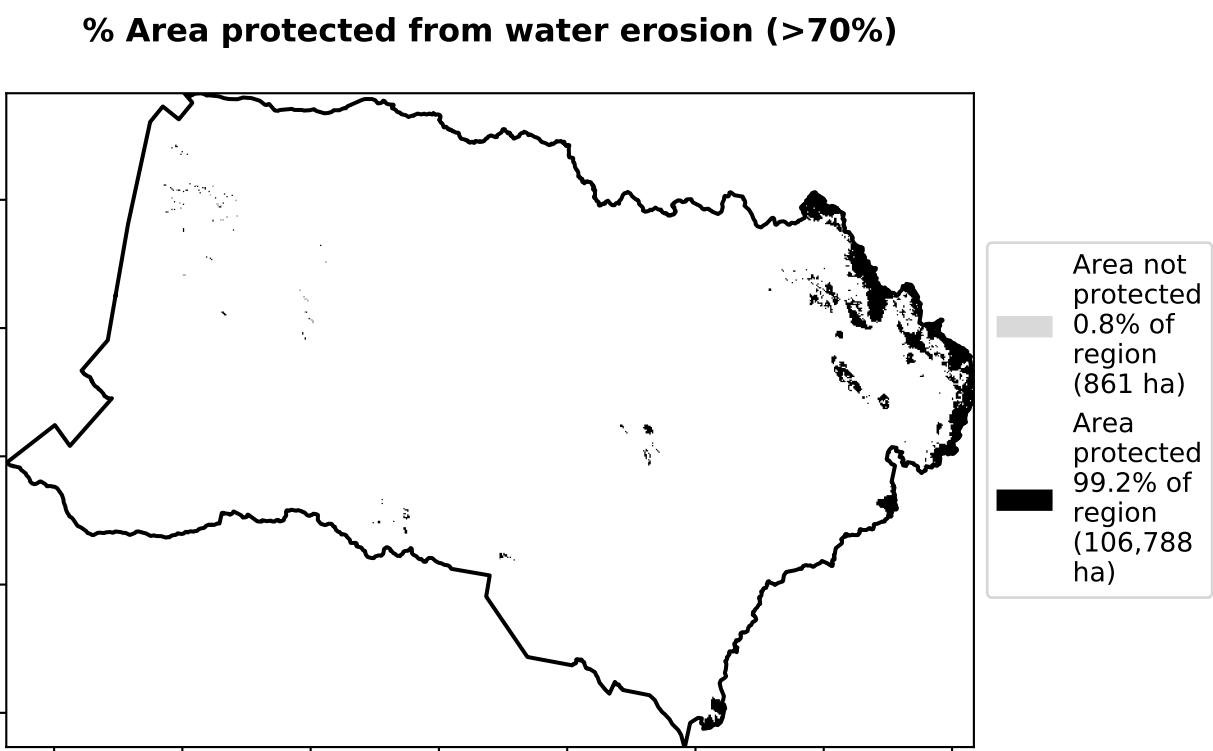 % Area protected from water erosion (>70%)
Area not
protected
0.8% of
region
(861 ha)
Area
protected
99.2% of
region
(106,788
ha)